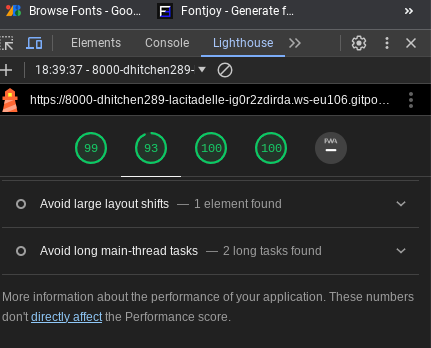 Browse Fonts - Goo...
Fontjoy - Generate f...
»
Elements Console Lighthouse
18:39:37 - 8000-dhitchen289-
https://8000-dhitchen289-lacitadelle-ig0r2zdirda.ws-eu106.gitpo...
99 93 100 100 PWA
Avoid large layout shifts — 1 element found
Avoid long main-thread tasks — 2 long tasks found
More information about the performance of your application. These numbers
don't directly affect the Performance score.